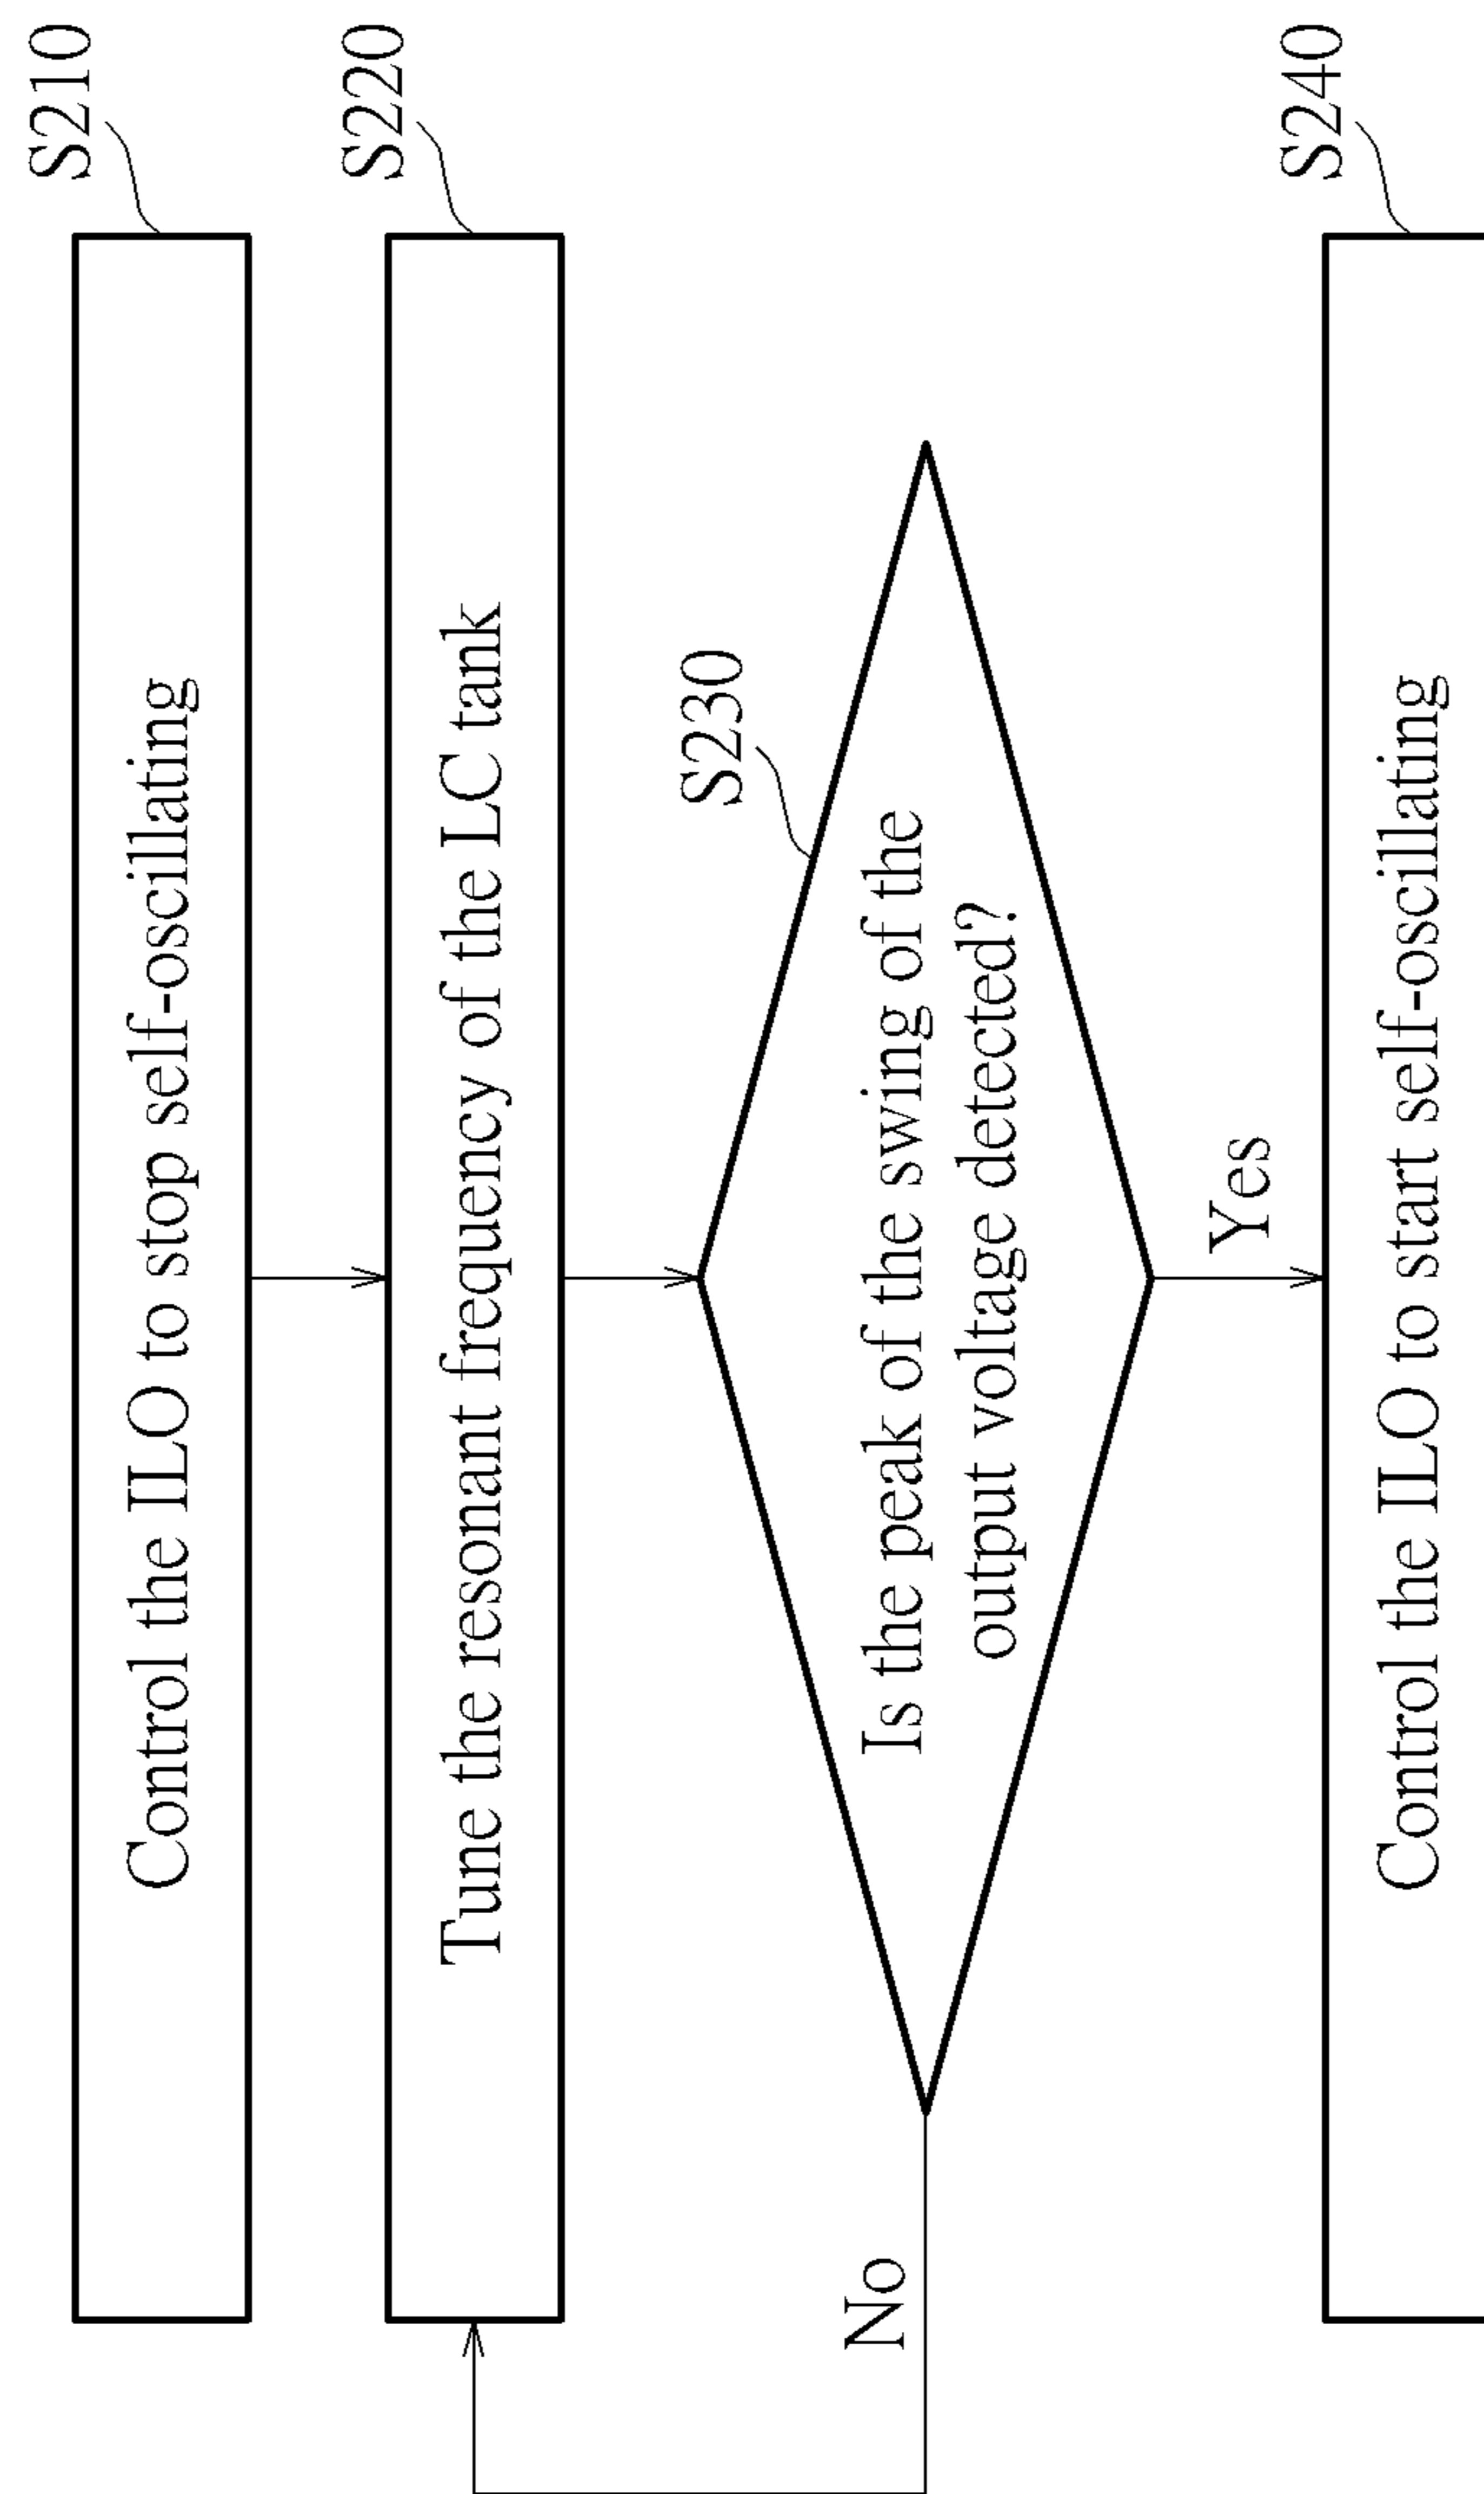 S210
Control the ILO to stop self-oscillating
S220
Tune the resonant frequency of the LC tank
S230
Is the peak of the swing of the
output voltage detected?
No
Yes
S240
Control the ILO to start self-oscillating